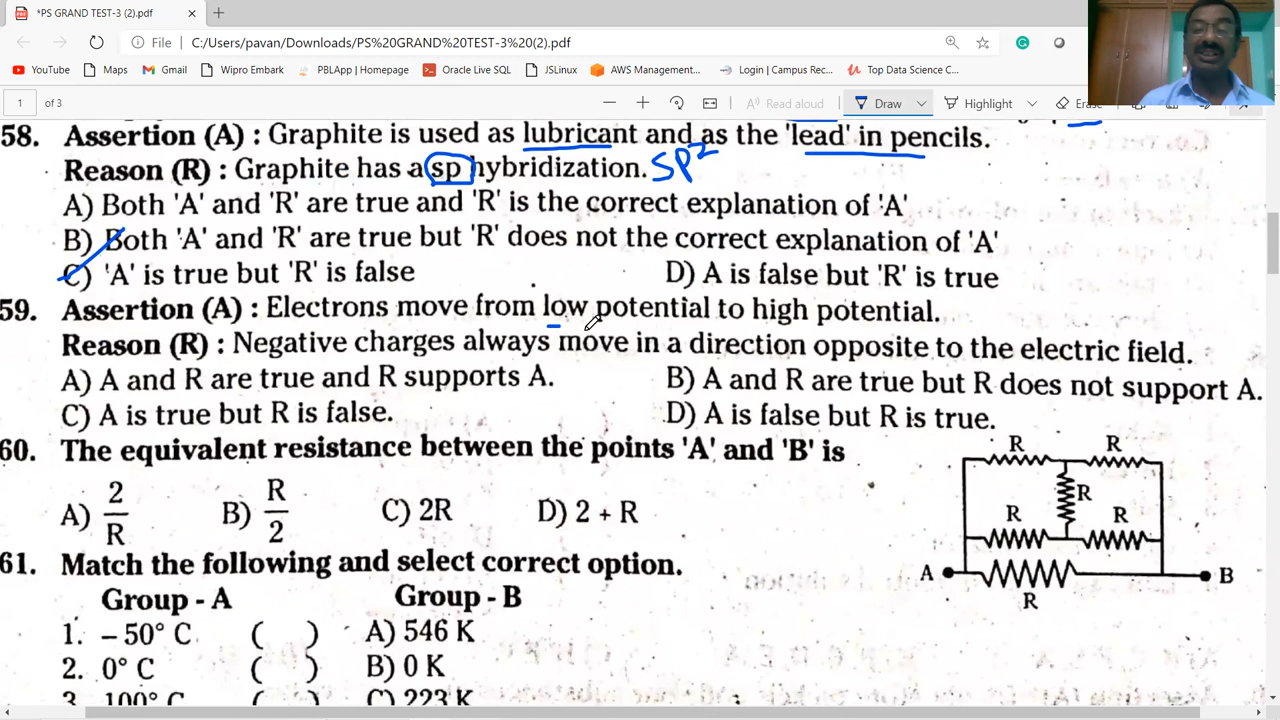 *PS GRAND TEST-3 (2).pdf
File C:/Users/pavan/Downloads/PS%20GRAND%20TEST-3%20(2).pdf
YouTube Maps Gmail Wipro Embark PBLApp | Homepage Oracle Live SQL JSLinux AWS Management... Login | Campus Rec... Top Data Science C...
1 of 3 Read aloud Draw Highlight Erase
58. Assertion (A) : Graphite is used as lubricant and as the 'lead' in pencils.
Reason (R) : Graphite has a sp hybridization. SP²
A) Both 'A' and 'R' are true and 'R' is the correct explanation of 'A'
B) Both 'A' and 'R' are true but 'R' does not the correct explanation of 'A'
C) 'A' is true but 'R' is false D) A is false but 'R' is true
59. Assertion (A) : Electrons move from low potential to high potential.
Reason (R) : Negative charges always move in a direction opposite to the electric field.
A) A and R are true and R supports A. B) A and R are true but R does not support A.
C) A is true but R is false. D) A is false but R is true.
60. The equivalent resistance between the points 'A' and 'B' is
A) 2/R B) R/2 C) 2R D) 2 + R
R R
R
R R
A B
R
61. Match the following and select correct option.
Group - A Group - B
1. – 50° C ( ) A) 546 K
2. 0° C ( ) B) 0 K
3. 100° C C) 223 K